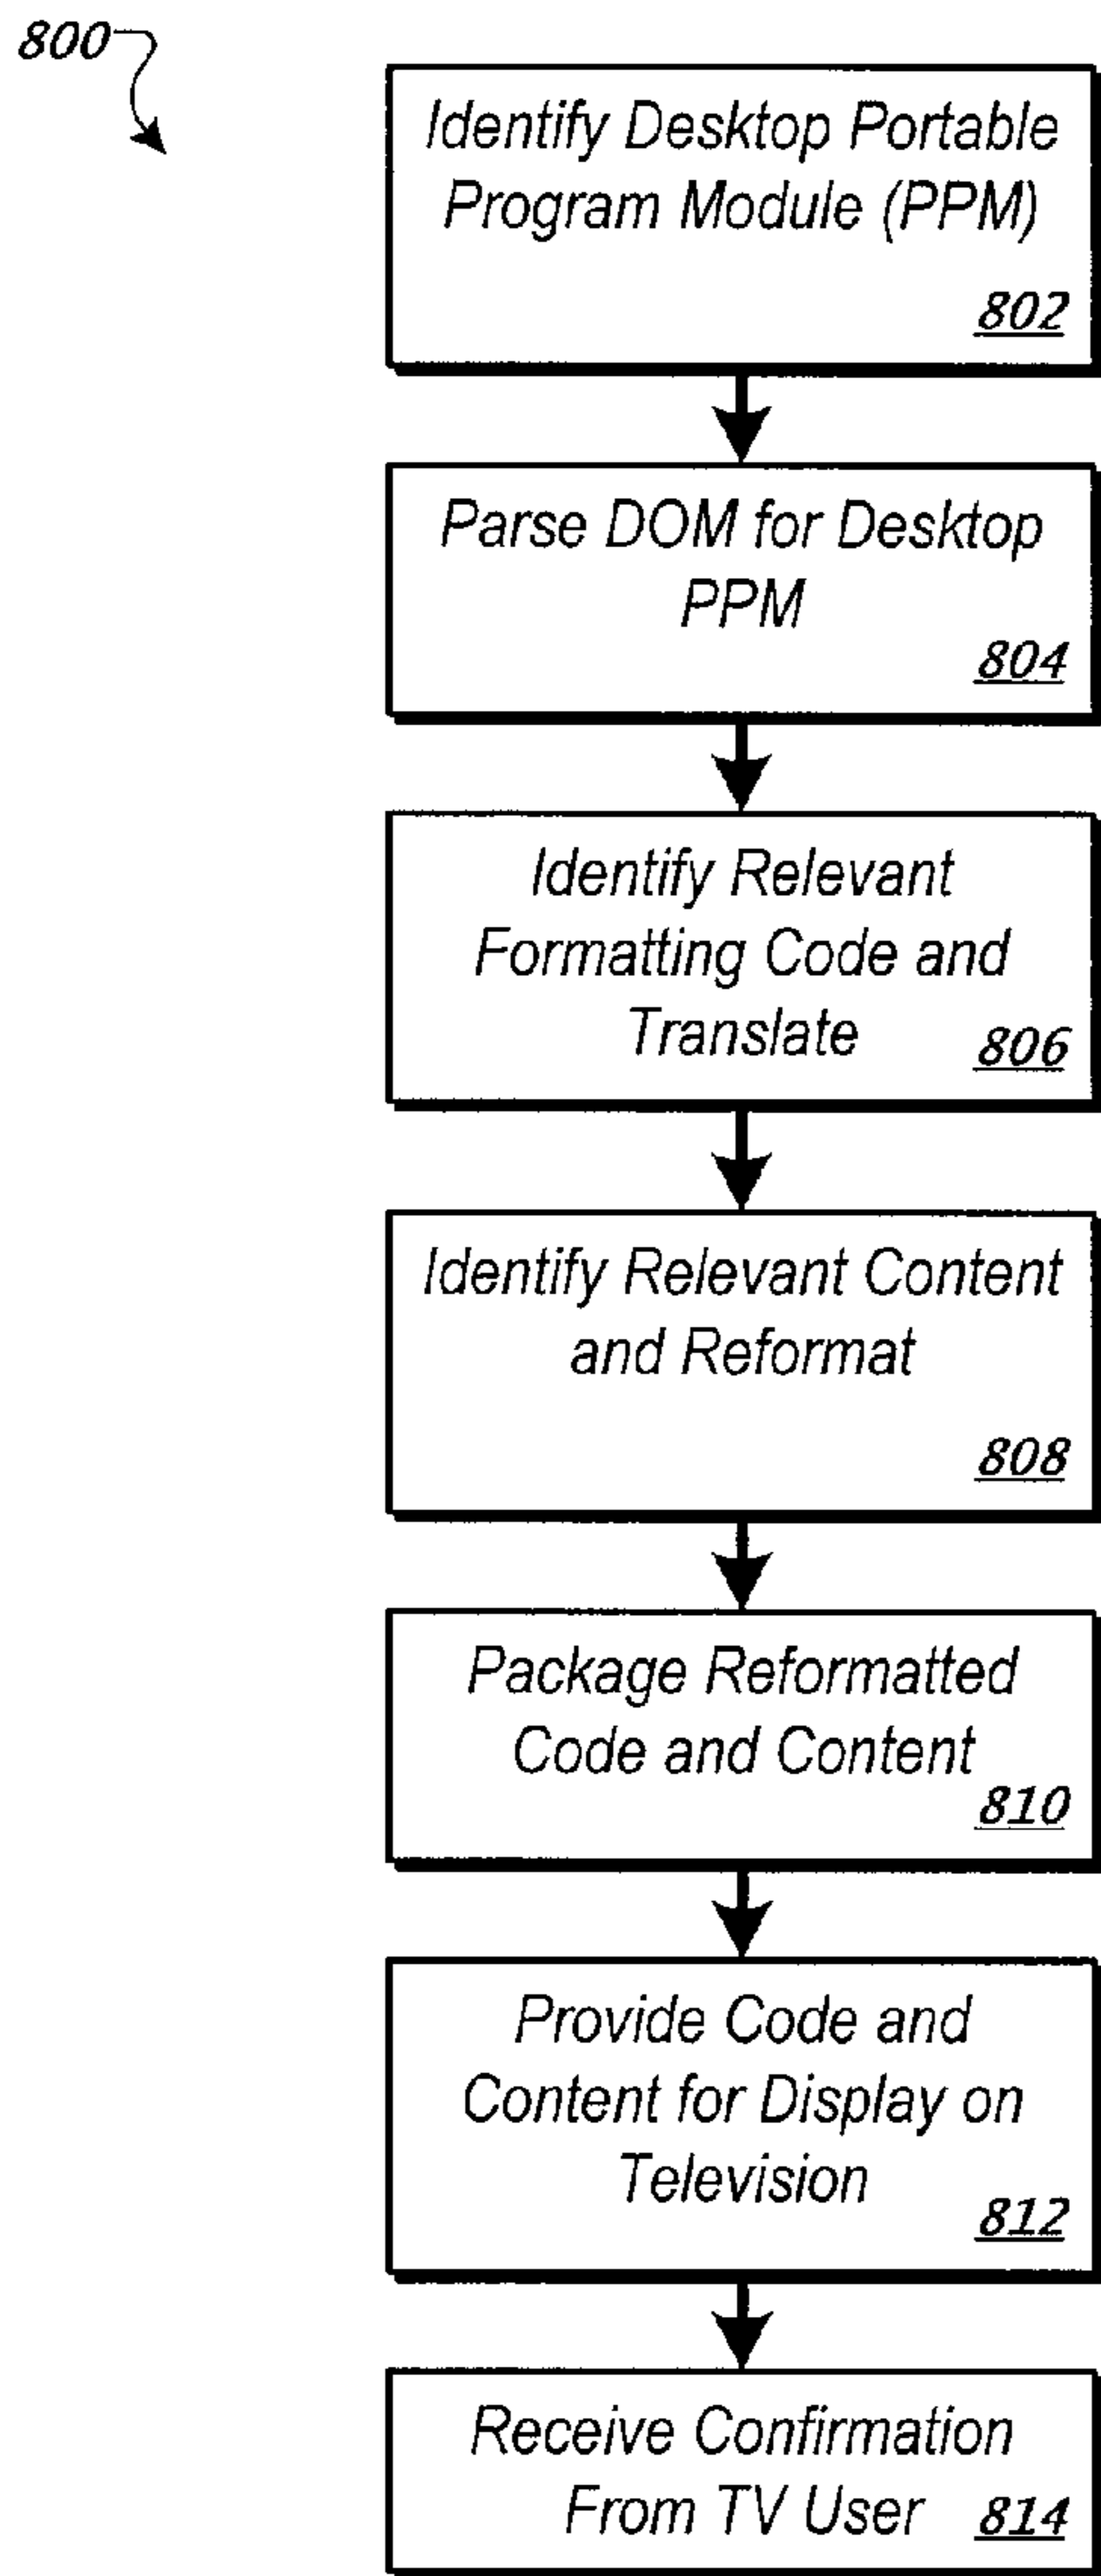 800
Identify Desktop Portable
Program Module (PPM)
802
Parse DOM for Desktop
PPM
804
Identify Relevant
Formatting Code and
Translate 806
Identify Relevant Content
and Reformat
808
Package Reformatted
Code and Content
810
Provide Code and
Content for Display on
Television
812
Receive Confirmation
From TV User 814